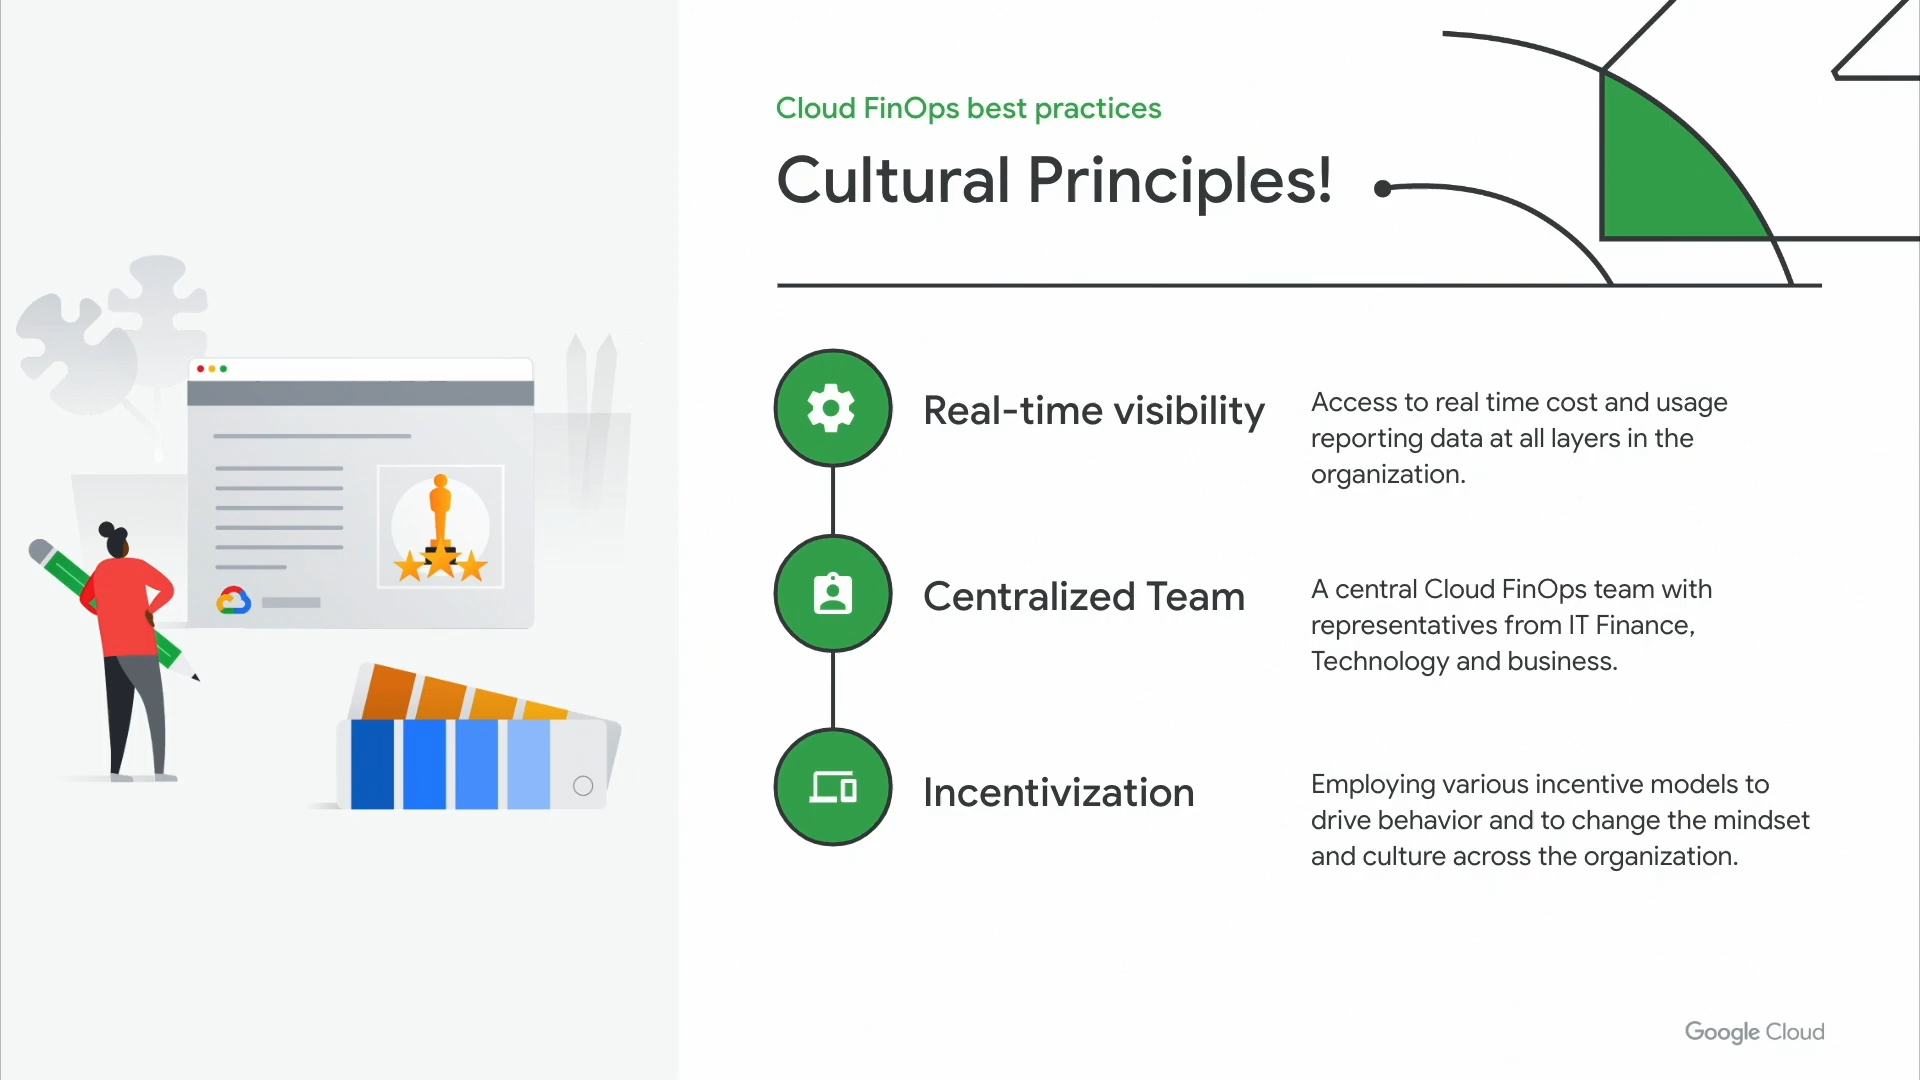 Cloud FinOps best practices
Cultural Principles!
Real-time visibility
Access to real time cost and usage
reporting data at all layers in the
organization.
Centralized Team
A central Cloud FinOps team with
representatives from IT Finance,
Technology and business.
Incentivization
Employing various incentive models to
drive behavior and to change the mindset
and culture across the organization.
Google Cloud